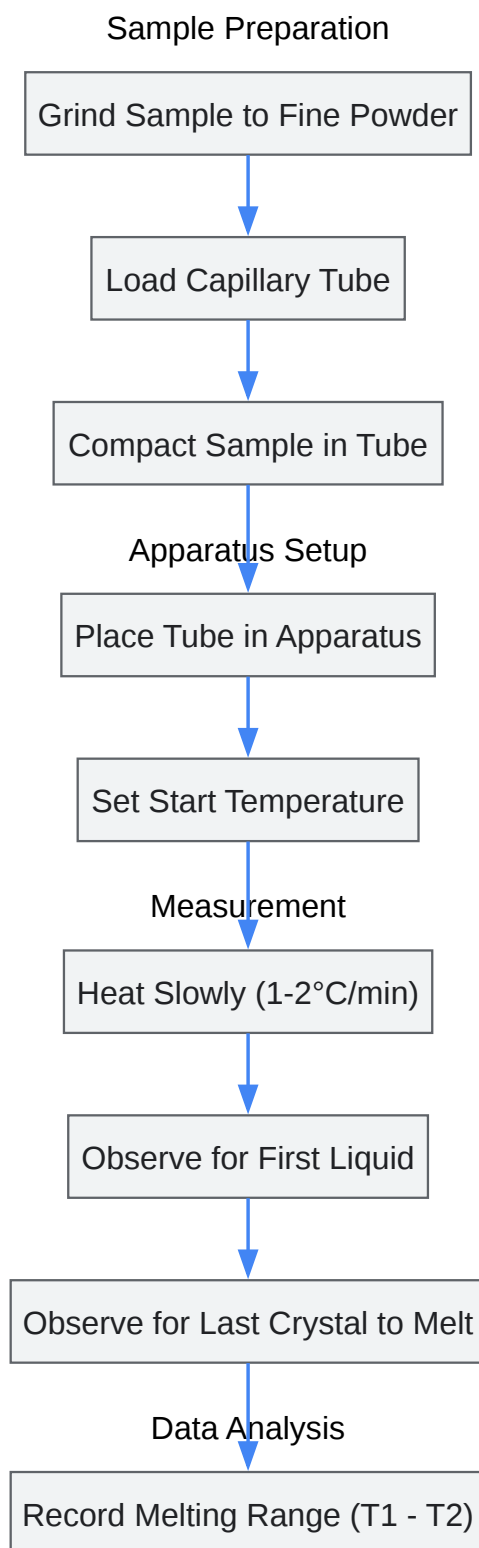 Sample Preparation
Grind Sample to Fine Powder
Load Capillary Tube
Compact Sample in Tube
Apparatus Setup
Place Tube in Apparatus
Set Start Temperature
Measurement
Heat Slowly (1-2°C/min)
Observe for First Liquid
Observe for Last Crystal to Melt
Data Analysis
Record Melting Range (T1 - T2)